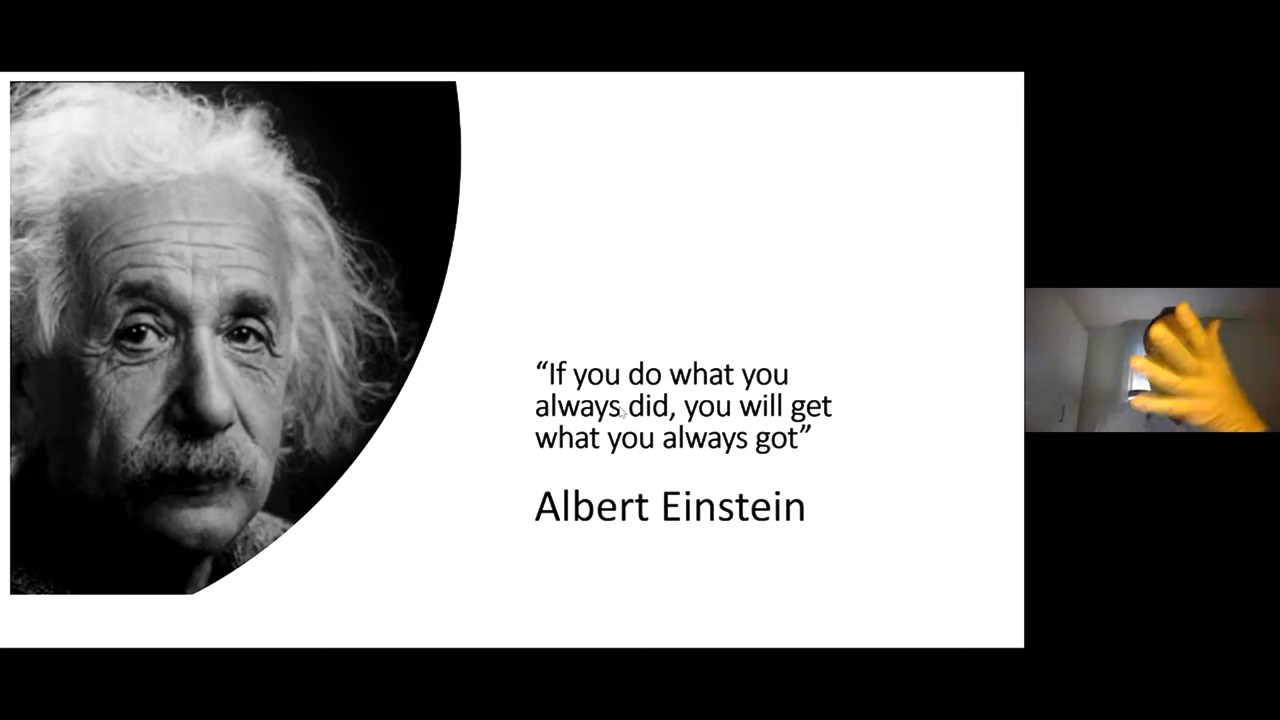 “If you do what you
always did, you will get
what you always got”
Albert Einstein